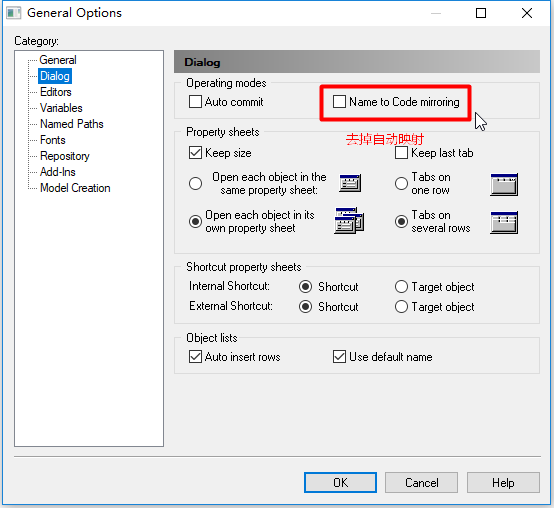 General Options
Category:
General
Dialog
Editors
Variables
Named Paths
Fonts
Repository
Add-Ins
Model Creation
Dialog
Operating modes
Auto commit
Name to Code mirroring
去掉自动映射
Property sheets
Keep size
Keep last tab
Open each object in the
same property sheet:
Tabs on
one row
Open each object in its
own property sheet
Tabs on
several rows
Shortcut property sheets
Internal Shortcut:
Shortcut
Target object
External Shortcut:
Shortcut
Target object
Object lists
Auto insert rows
Use default name
OK
Cancel
Help